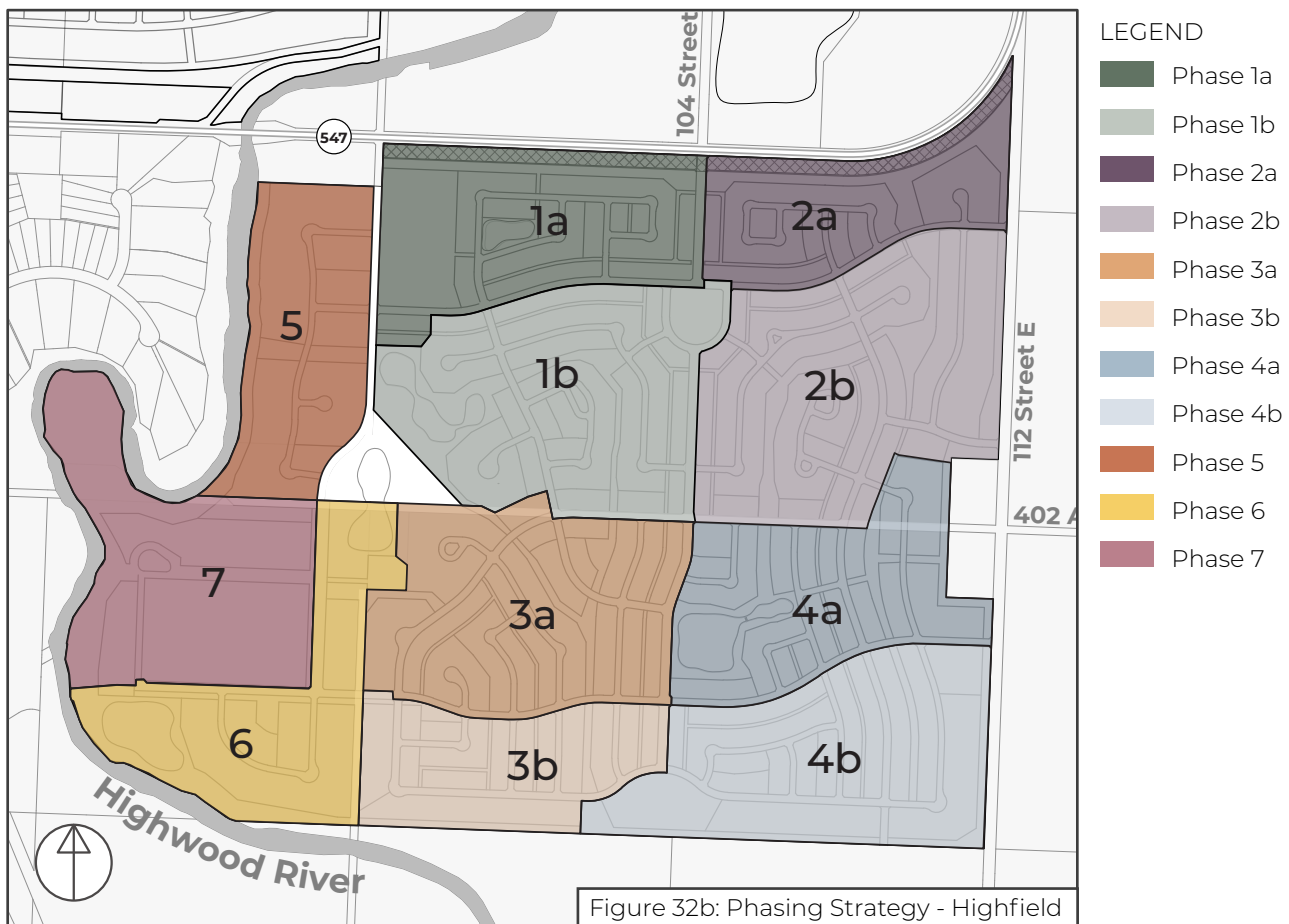 LEGEND
Phase 1a
Phase 1b
Phase 2a
Phase 2b
Phase 3a
Phase 3b
Phase 4a
Phase 4b
Phase 5
Phase 6
Phase 7
104 Street
547
1a
2a
5
1b
2b
112 Street E
402 A
7
3a
4a
6
3b
4b
Highwood River
Figure 32b: Phasing Strategy - Highfield